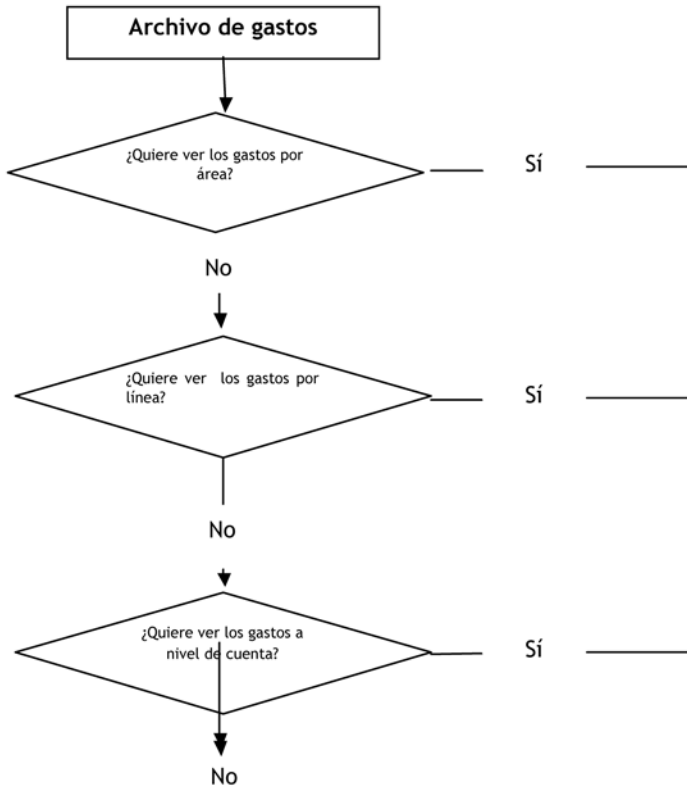 Archivo de gastos
¿Quiere ver los gastos por
área?
Sí
No
¿Quiere ver los gastos por
línea?
Sí
No
¿Quiere ver los gastos a
nivel de cuenta?
Sí
No